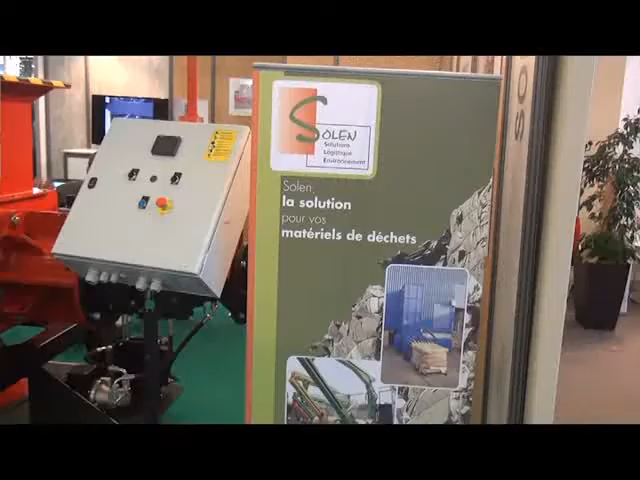 SOLEN
Solutions
Logistique
Environnement
Solen,
la solution
pour vos
matériels de déchets
SO